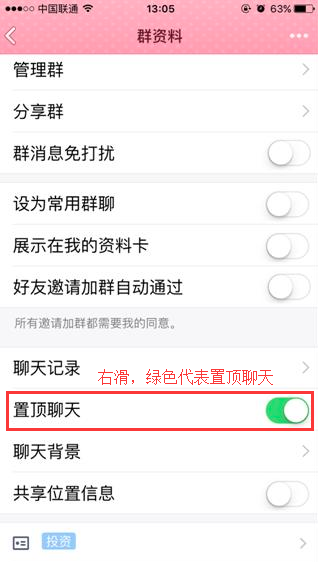 中国联通 13:05 63%
群资料
管理群
分享群
群消息免打扰
设为常用群聊
展示在我的资料卡
好友邀请加群自动通过
所有邀请加群都需要我的同意。
聊天记录
右滑，绿色代表置顶聊天
置顶聊天
聊天背景
共享位置信息
投资